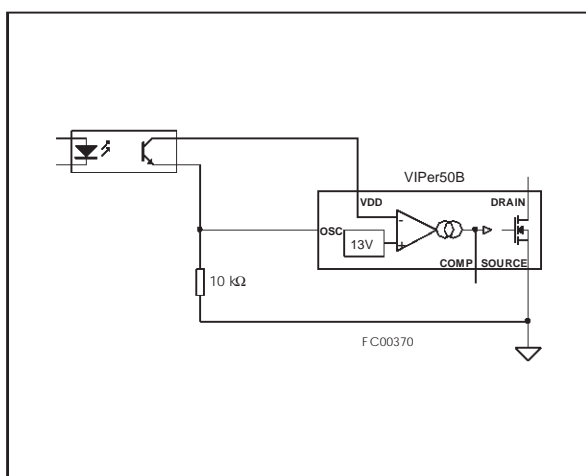 VIPer50B
VDD
DRAIN
-
OSC
13V
+
COMP SOURCE
10 kΩ
FC00370